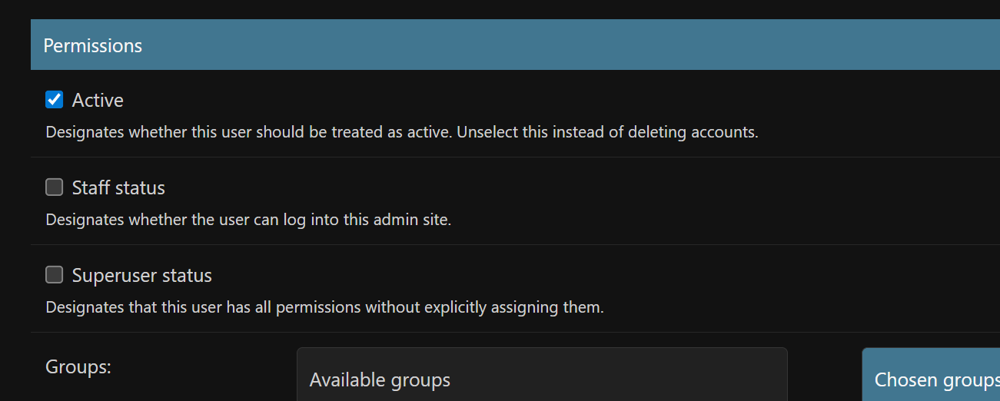 Permissions
Active
Designates whether this user should be treated as active. Unselect this instead of deleting accounts.
Staff status
Designates whether the user can log into this admin site.
Superuser status
Designates that this user has all permissions without explicitly assigning them.
Groups:
Available groups
Chosen groups